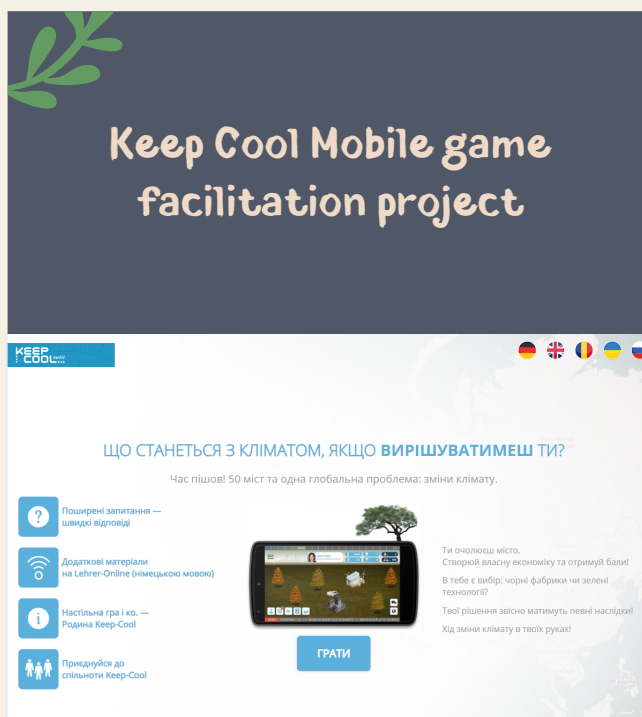 Keep Cool Mobile game
facilitation project
KEEP
COOL mobil
ЩО СТАНЕТЬСЯ З КЛІМАТОМ, ЯКЩО ВИРІШУВАТИМЕШ ТИ?
Час пішов! 50 міст та одна глобальна проблема: зміни клімату.
Поширені запитання —
швидкі відповіді
Додаткові матеріали
на Lehrer-Online (німецькою мовою)
Настільна гра і ко. —
Родина Keep-Cool
Приєднуйся до
спільноти Keep-Cool
ГРАТИ
Ти очолюєш місто.
Створюй власну економіку та отримуй бали!
В тебе є вибір: чорні фабрики чи зелені
технології?
Твої рішення звісно матимуть певні наслідки!
Хід зміни клімату в твоїх руках!